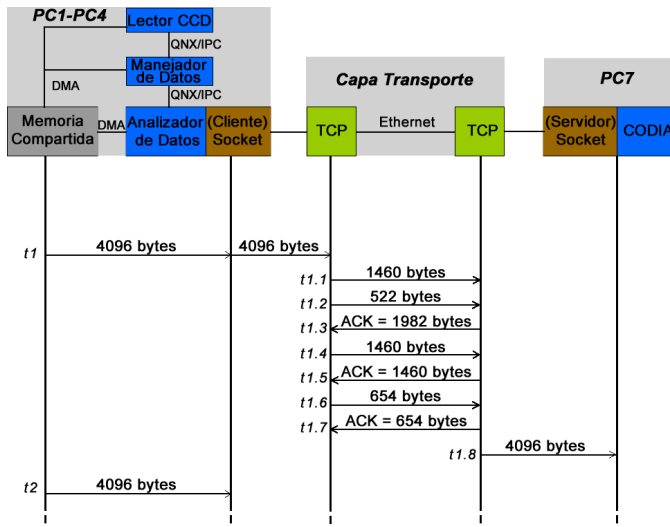 PC1-PC4
Lector CCD
QNX/IPC
Manejador
de Datos
DMA
QNX/IPC
Memoria
Compartida
DMA
Analizador
de Datos
(Cliente)
Socket
Capa Transporte
TCP
Ethernet
TCP
PC7
(Servidor)
Socket
CODIA
t1
4096 bytes
4096 bytes
t1.1
1460 bytes
t1.2
522 bytes
t1.3
ACK = 1982 bytes
t1.4
1460 bytes
t1.5
ACK = 1460 bytes
t1.6
654 bytes
t1.7
ACK = 654 bytes
t1.8
4096 bytes
t2
4096 bytes